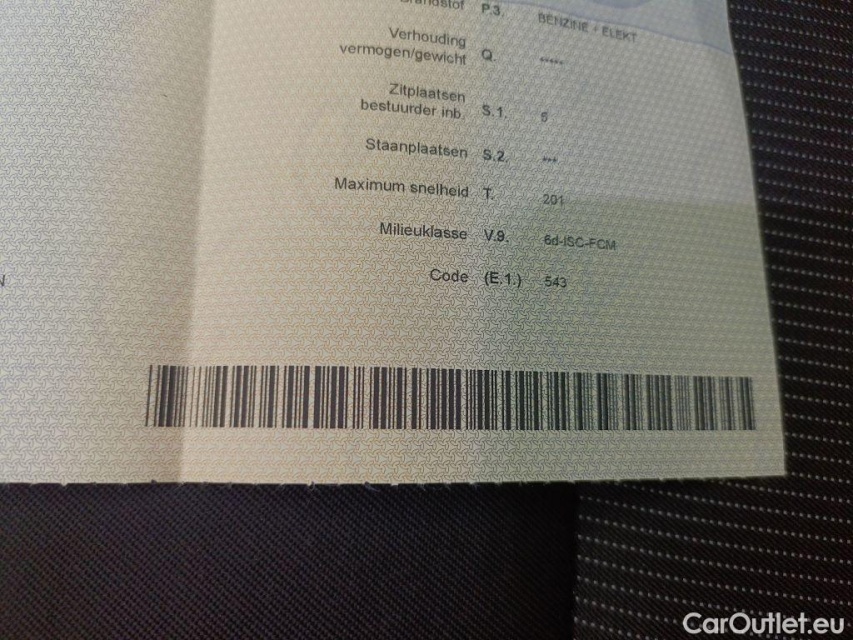 Brandstof P.3. BENZINE + ELEKT
Verhouding
vermogen/gewicht Q. *****
Zitplaatsen
bestuurder inb. S.1. 5
Staanplaatsen S.2. ***
Maximum snelheid T. 201
Milieuklasse V.9. 6d-ISC-FCM
Code (E.1.) 543
N
CarOutlet.eu